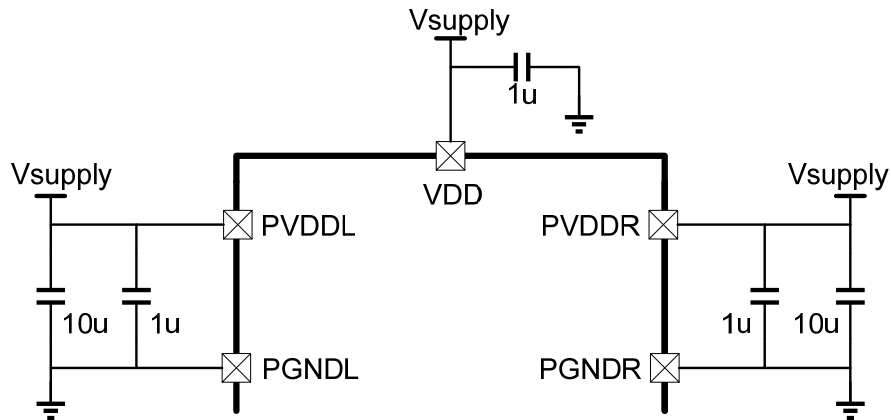 Vsupply
1u
VDD
Vsupply
PVDDL
10u
1u
PGNDL
Vsupply
PVDDR
1u
10u
PGNDR